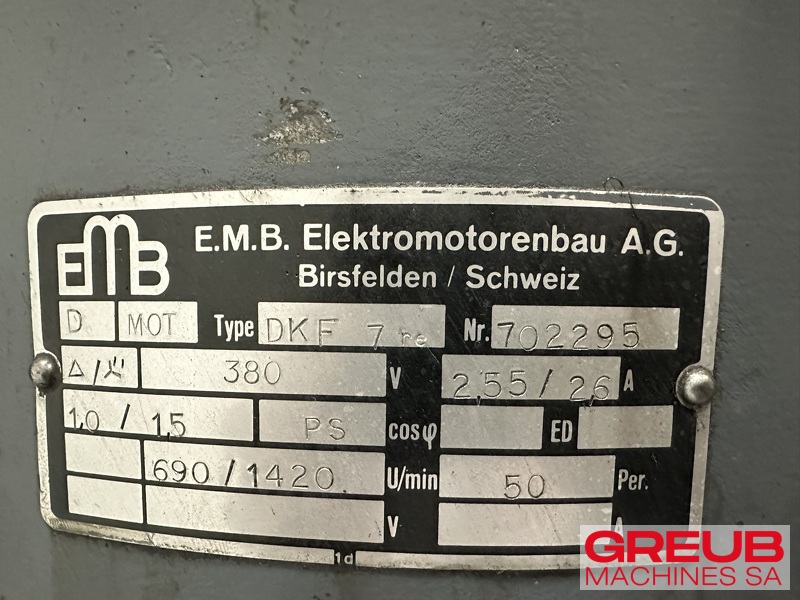 EMB E.M.B. Elektromotorenbau A.G.
Birsfelden / Schweiz
D MOT Type DKF 7 re Nr. 702295
△/ 380 V 2,55/2,6 A
1,0 / 1,5 PS cosφ ED
690/1420 U/min 50 Per.
V A
1d
GREUB
MACHINES SA